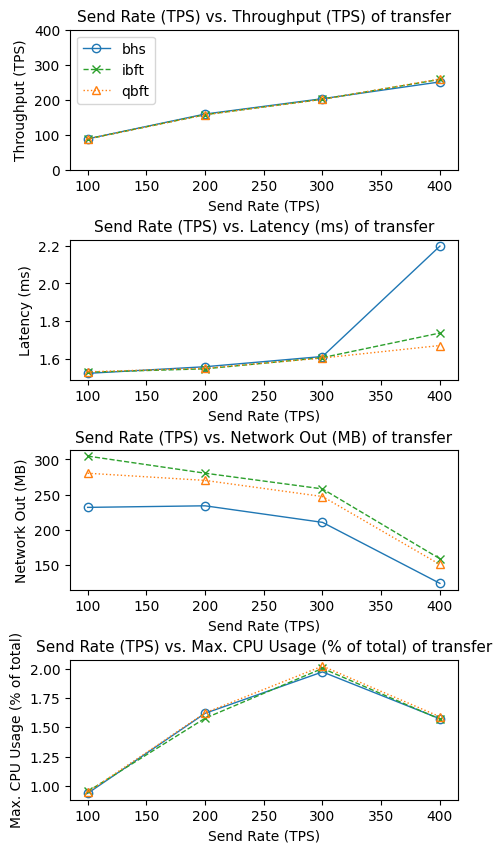 Send Rate (TPS) vs. Throughput (TPS) of transfer
400
300
200
100
0
Throughput (TPS)
bhs
ibft
qbft
100 150 200 250 300 350 400
Send Rate (TPS)
Send Rate (TPS) vs. Latency (ms) of transfer
2.2
2.0
1.8
1.6
Latency (ms)
100 150 200 250 300 350 400
Send Rate (TPS)
Send Rate (TPS) vs. Network Out (MB) of transfer
300
250
200
150
Network Out (MB)
100 150 200 250 300 350 400
Send Rate (TPS)
Send Rate (TPS) vs. Max. CPU Usage (% of total) of transfer
2.00
1.75
1.50
1.25
1.00
Max. CPU Usage (% of total)
100 150 200 250 300 350 400
Send Rate (TPS)